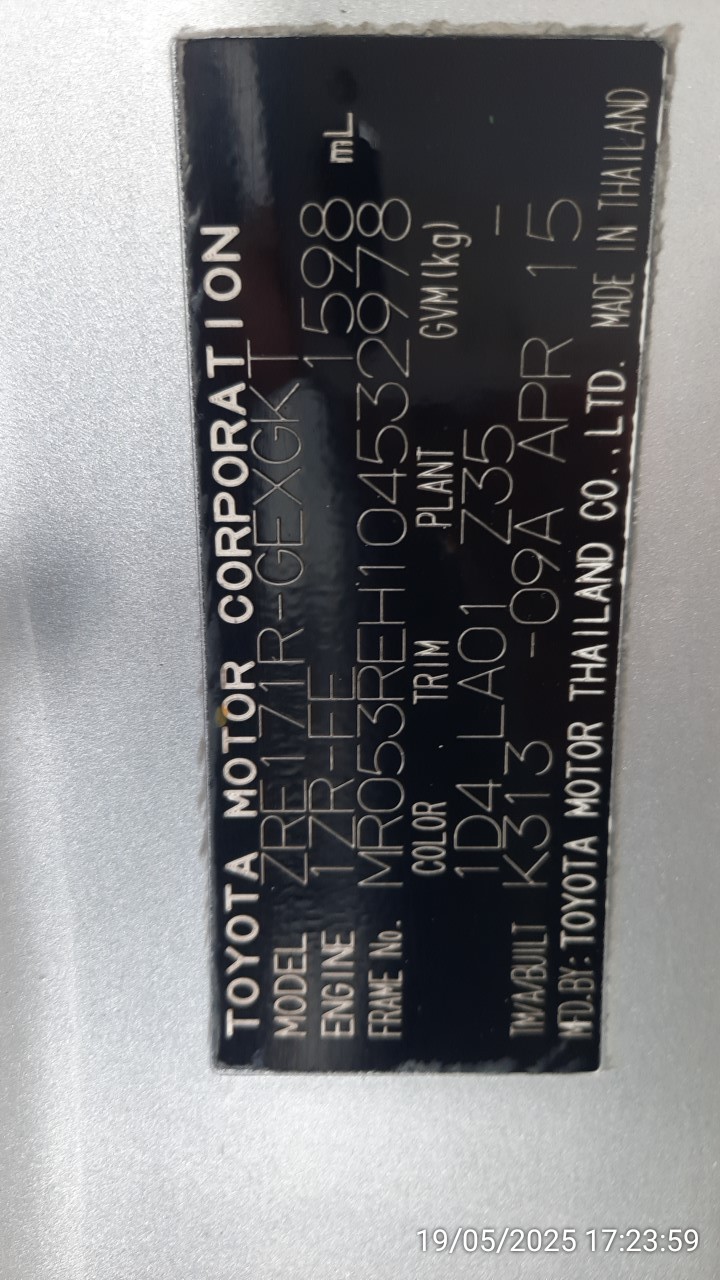 TOYOTA MOTOR CORPORATION
MODEL ZRE171R-GEXGKT
ENGINE 1ZR-FE 1598 mL
FRAME No. MR053REH104532978
COLOR TRIM PLANT GVM(kg)
1D4 LA01 Z35 -
TMA/BUILT K313 -09A APR 15
MFD.BY: TOYOTA MOTOR THAILAND CO., LTD. MADE IN THAILAND
19/05/2025 17:23:59